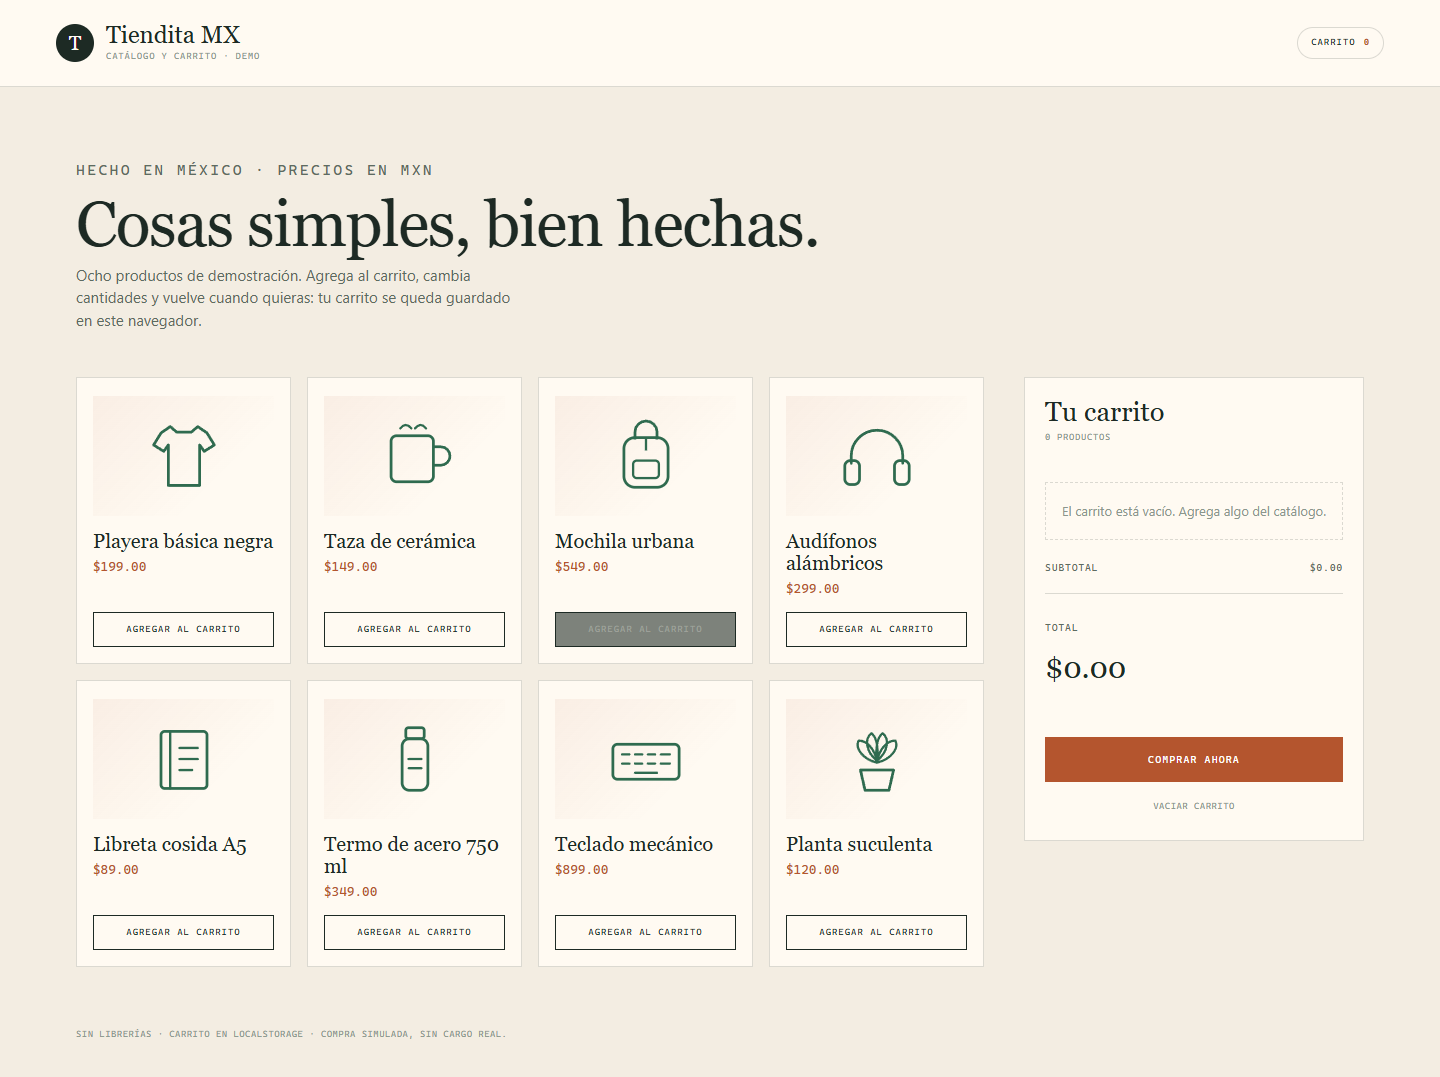 T
Tiendita MX
CATÁLOGO Y CARRITO · DEMO
CARRITO 0
HECHO EN MÉXICO · PRECIOS EN MXN
Cosas simples, bien hechas.
Ocho productos de demostración. Agrega al carrito, cambia
cantidades y vuelve cuando quieras: tu carrito se queda guardado
en este navegador.
Playera básica negra
$199.00
AGREGAR AL CARRITO
Taza de cerámica
$149.00
AGREGAR AL CARRITO
Mochila urbana
$549.00
AGREGAR AL CARRITO
Audífonos
alámbricos
$299.00
AGREGAR AL CARRITO
Libreta cosida A5
$89.00
AGREGAR AL CARRITO
Termo de acero 750
ml
$349.00
AGREGAR AL CARRITO
Teclado mecánico
$899.00
AGREGAR AL CARRITO
Planta suculenta
$120.00
AGREGAR AL CARRITO
Tu carrito
0 PRODUCTOS
El carrito está vacío. Agrega algo del catálogo.
SUBTOTAL $0.00
TOTAL
$0.00
COMPRAR AHORA
VACIAR CARRITO
SIN LIBRERÍAS · CARRITO EN LOCALSTORAGE · COMPRA SIMULADA, SIN CARGO REAL.